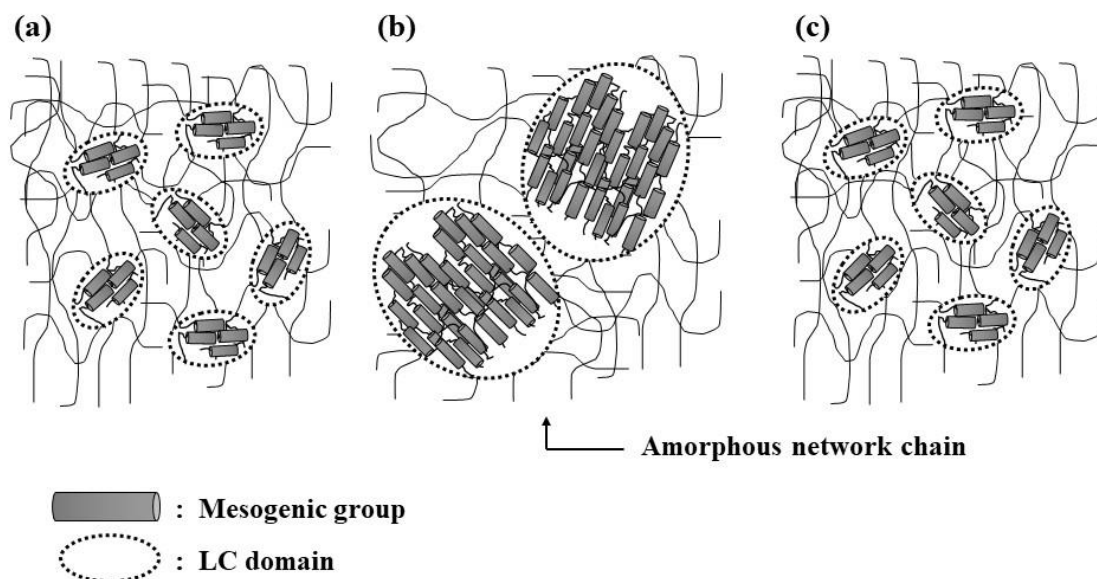 (a)
(b)
(c)
Amorphous network chain
: Mesogenic group
: LC domain